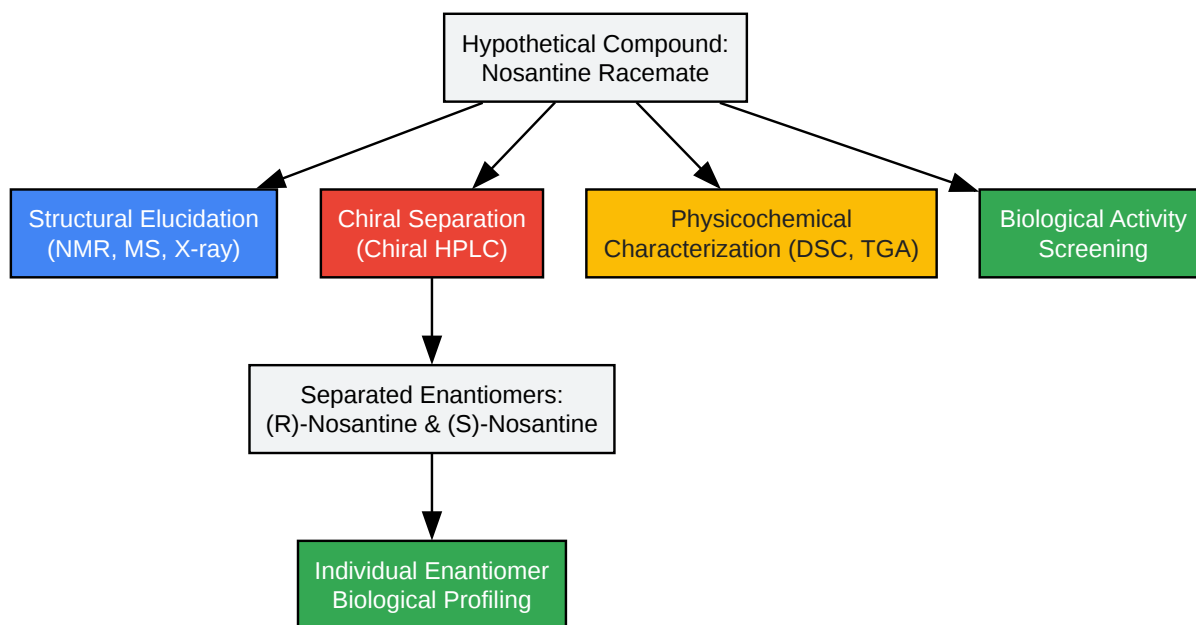 Hypothetical Compound:
Nosantine Racemate
Structural Elucidation
(NMR, MS, X-ray)
Chiral Separation
(Chiral HPLC)
Physicochemical
Characterization (DSC, TGA)
Biological Activity
Screening
Separated Enantiomers:
(R)-Nosantine & (S)-Nosantine
Individual Enantiomer
Biological Profiling